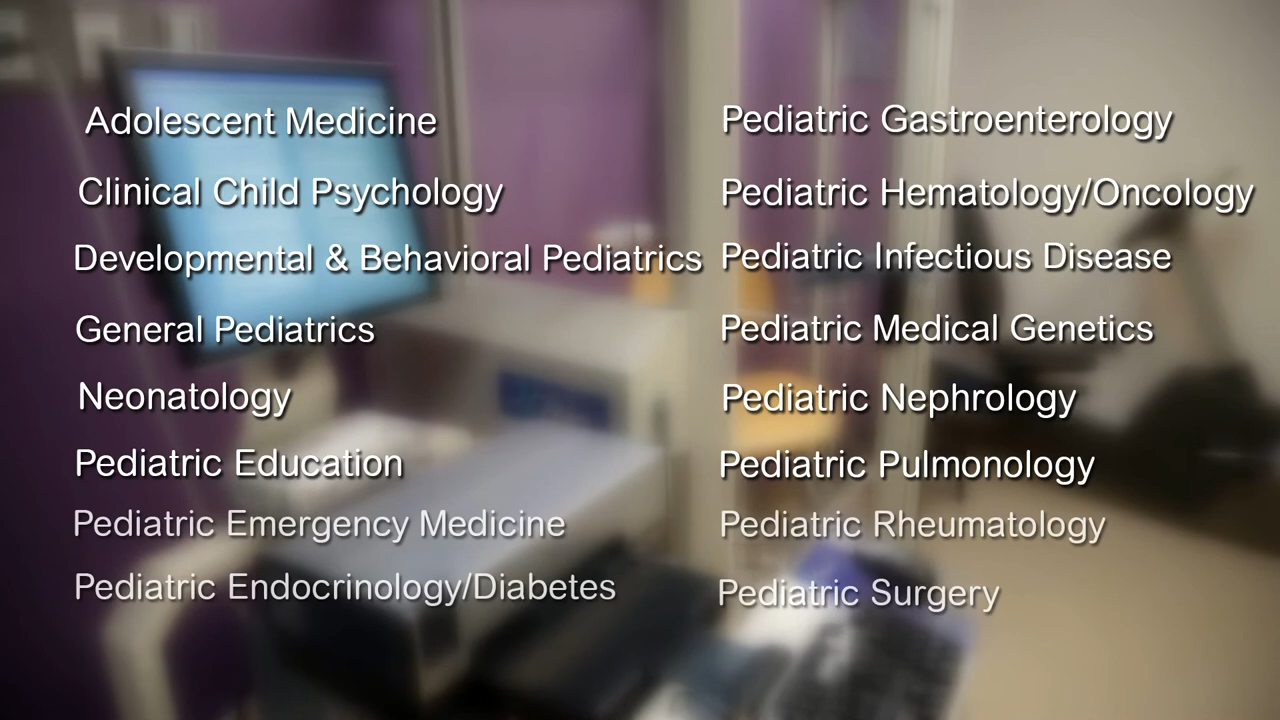 Adolescent Medicine
Clinical Child Psychology
Developmental & Behavioral Pediatrics
General Pediatrics
Neonatology
Pediatric Education
Pediatric Emergency Medicine
Pediatric Endocrinology/Diabetes
Pediatric Gastroenterology
Pediatric Hematology/Oncology
Pediatric Infectious Disease
Pediatric Medical Genetics
Pediatric Nephrology
Pediatric Pulmonology
Pediatric Rheumatology
Pediatric Surgery